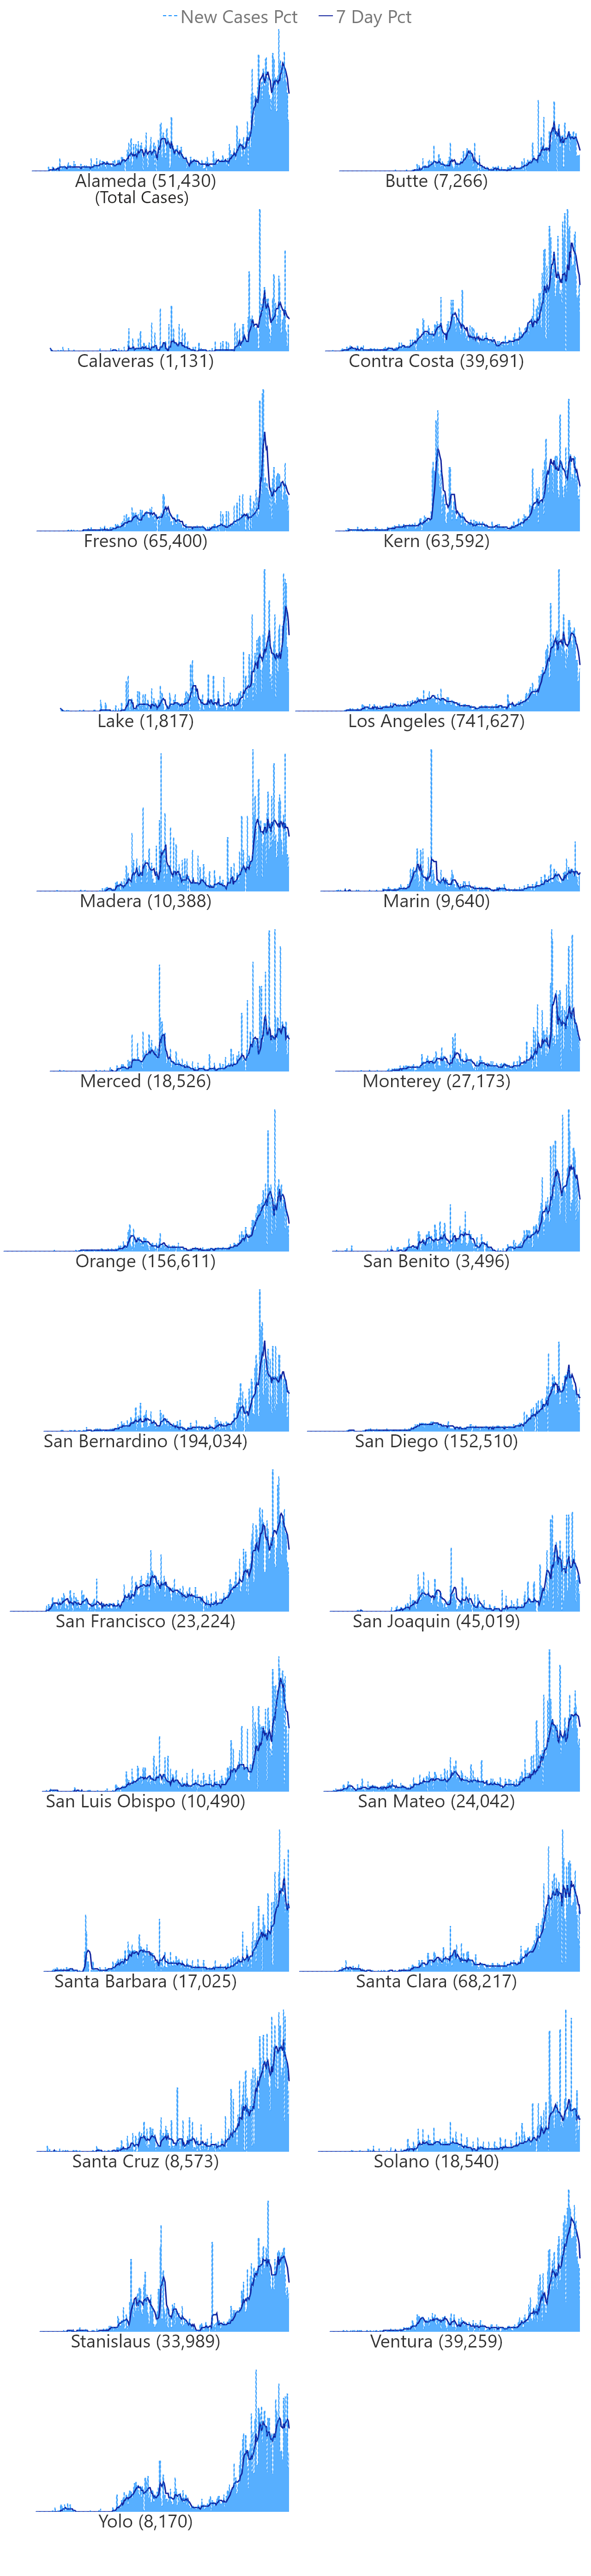 New Cases Pct 7 Day Pct
Alameda (51,430)
(Total Cases)
Butte (7,266)
Calaveras (1,131)
Contra Costa (39,691)
Fresno (65,400)
Kern (63,592)
Lake (1,817)
Los Angeles (741,627)
Madera (10,388)
Marin (9,640)
Merced (18,526)
Monterey (27,173)
Orange (156,611)
San Benito (3,496)
San Bernardino (194,034)
San Diego (152,510)
San Francisco (23,224)
San Joaquin (45,019)
San Luis Obispo (10,490)
San Mateo (24,042)
Santa Barbara (17,025)
Santa Clara (68,217)
Santa Cruz (8,573)
Solano (18,540)
Stanislaus (33,989)
Ventura (39,259)
Yolo (8,170)